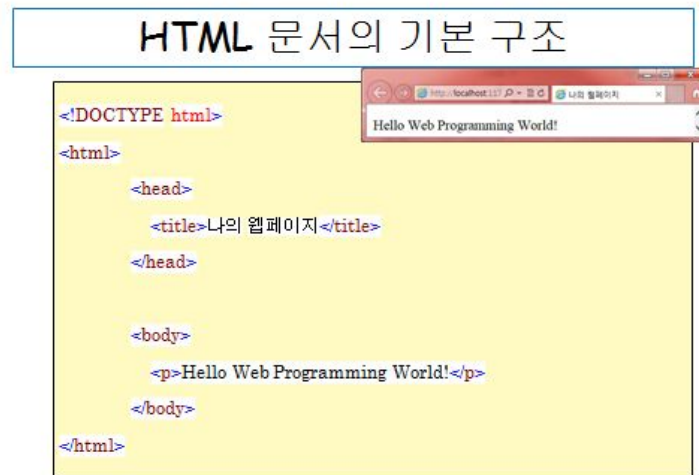 HTML 문서의 기본 구조
http://localhost:117
나의 웹페이지
Hello Web Programming World!
<!DOCTYPE html>
<html>
<head>
<title>나의 웹페이지</title>
</head>
<body>
<p>Hello Web Programming World!</p>
</body>
</html>